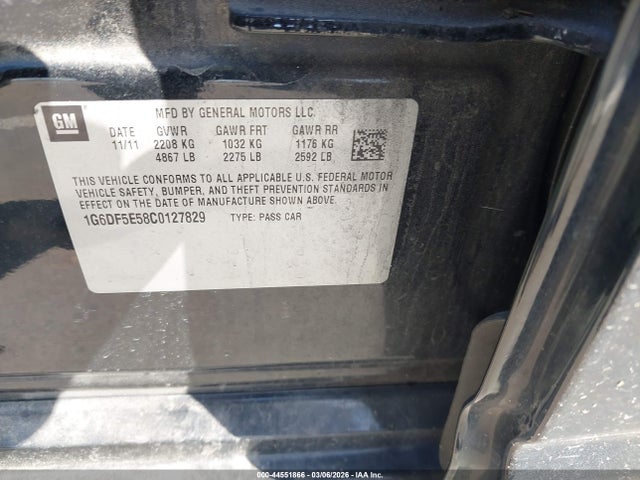 GM
MFD BY GENERAL MOTORS LLC.
DATE GVWR GAWR FRT GAWR RR
11/11 2208 KG 1032 KG 1176 KG
4867 LB 2275 LB 2592 LB
THIS VEHICLE CONFORMS TO ALL APPLICABLE U.S. FEDERAL MOTOR
VEHICLE SAFETY, BUMPER, AND THEFT PREVENTION STANDARDS IN
EFFECT ON THE DATE OF MANUFACTURE SHOWN ABOVE.
1G6DF5E58C0127829 TYPE: PASS CAR
000-44551866 - 03/06/2026 - IAA Inc.